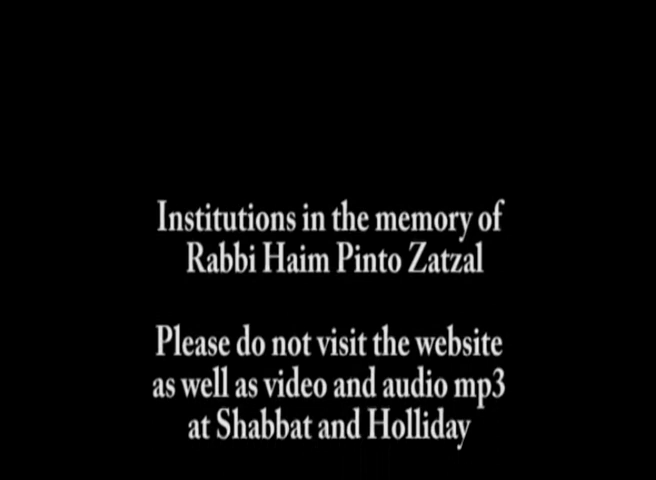 Institutions in the memory of
Rabbi Haim Pinto Zatzal
Please do not visit the website
as well as video and audio mp3
at Shabbat and Holliday